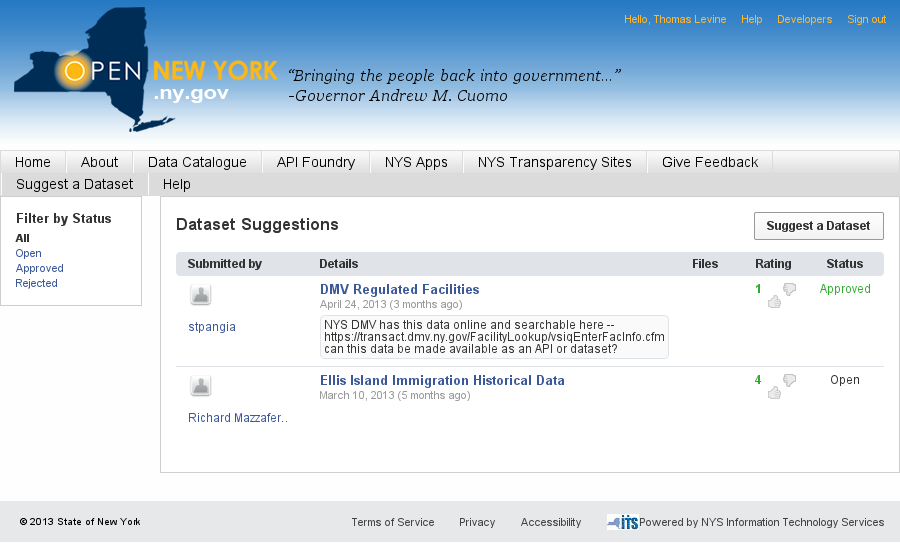 Hello, Thomas Levine Help Developers Sign out
OPEN NEW YORK
.ny.gov
“Bringing the people back into government...”
-Governor Andrew M. Cuomo
Home About Data Catalogue API Foundry NYS Apps NYS Transparency Sites Give Feedback
Suggest a Dataset Help
Filter by Status
All
Open
Approved
Rejected
Dataset Suggestions
Suggest a Dataset
Submitted by Details Files Rating Status
stpangia
DMV Regulated Facilities
April 24, 2013 (3 months ago)
NYS DMV has this data online and searchable here --
https://transact.dmv.ny.gov/FacilityLookup/vsiqEnterFacInfo.cfm
can this data be made available as an API or dataset?
1 Approved
Richard Mazzafer..
Ellis Island Immigration Historical Data
March 10, 2013 (5 months ago)
4 Open
© 2013 State of New York
Terms of Service Privacy Accessibility ITS Powered by NYS Information Technology Services